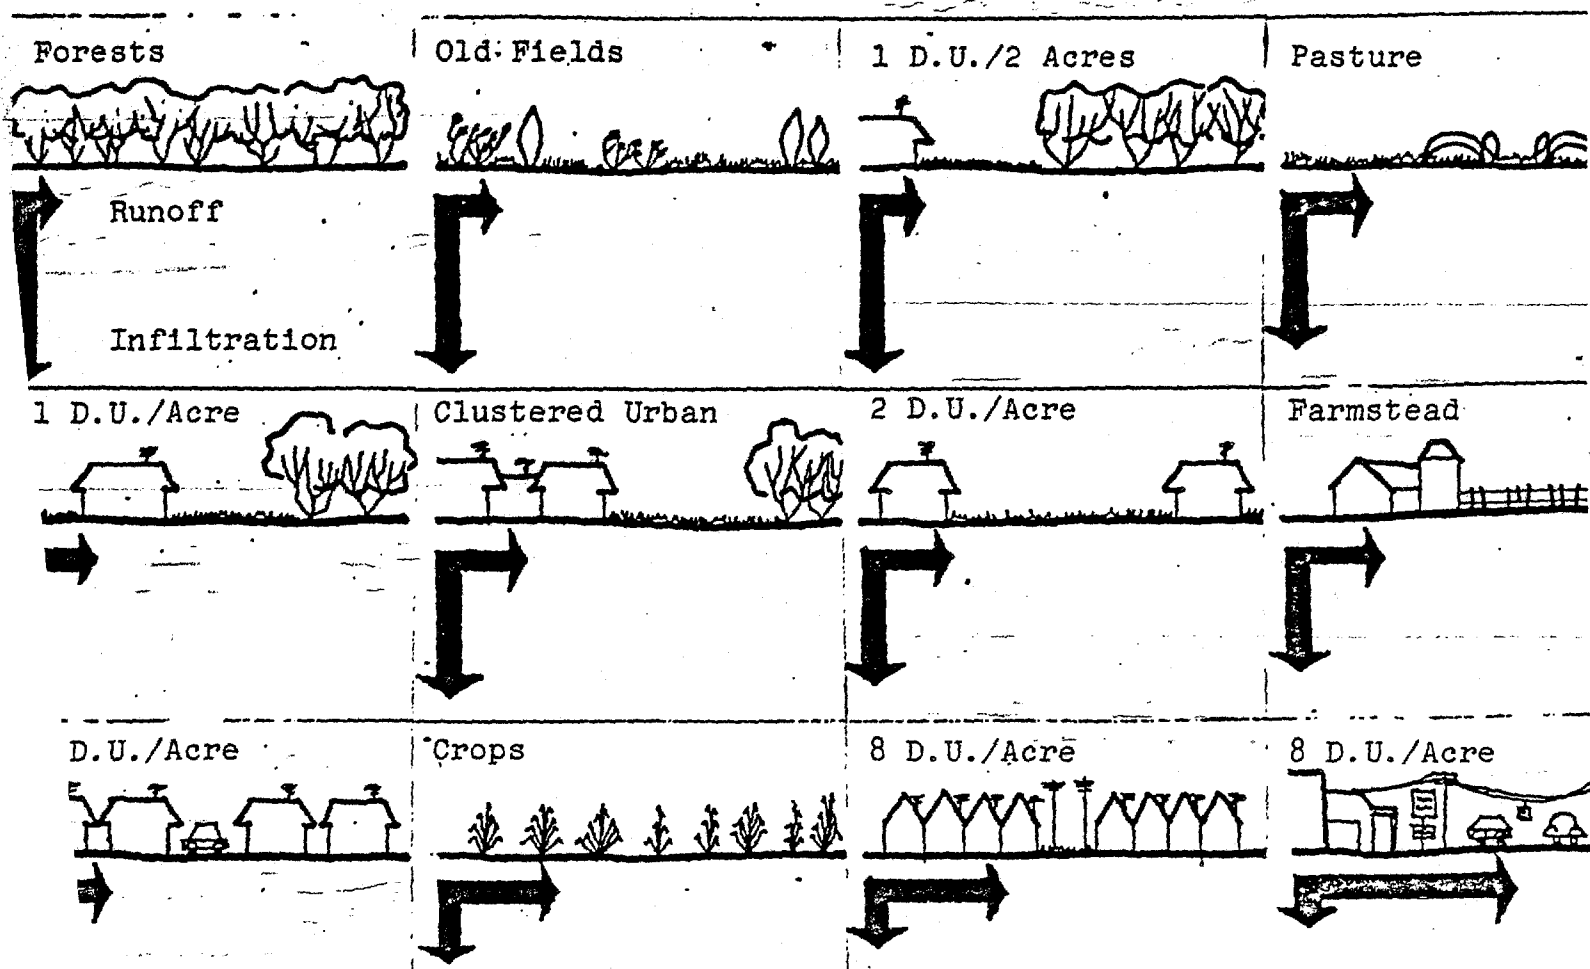 Forests
Old Fields
1 D.U./2 Acres
Pasture
Runoff
Infiltration
1 D.U./Acre
Clustered Urban
2 D.U./Acre
Farmstead
D.U./Acre
Crops
8 D.U./Acre
8 D.U./Acre